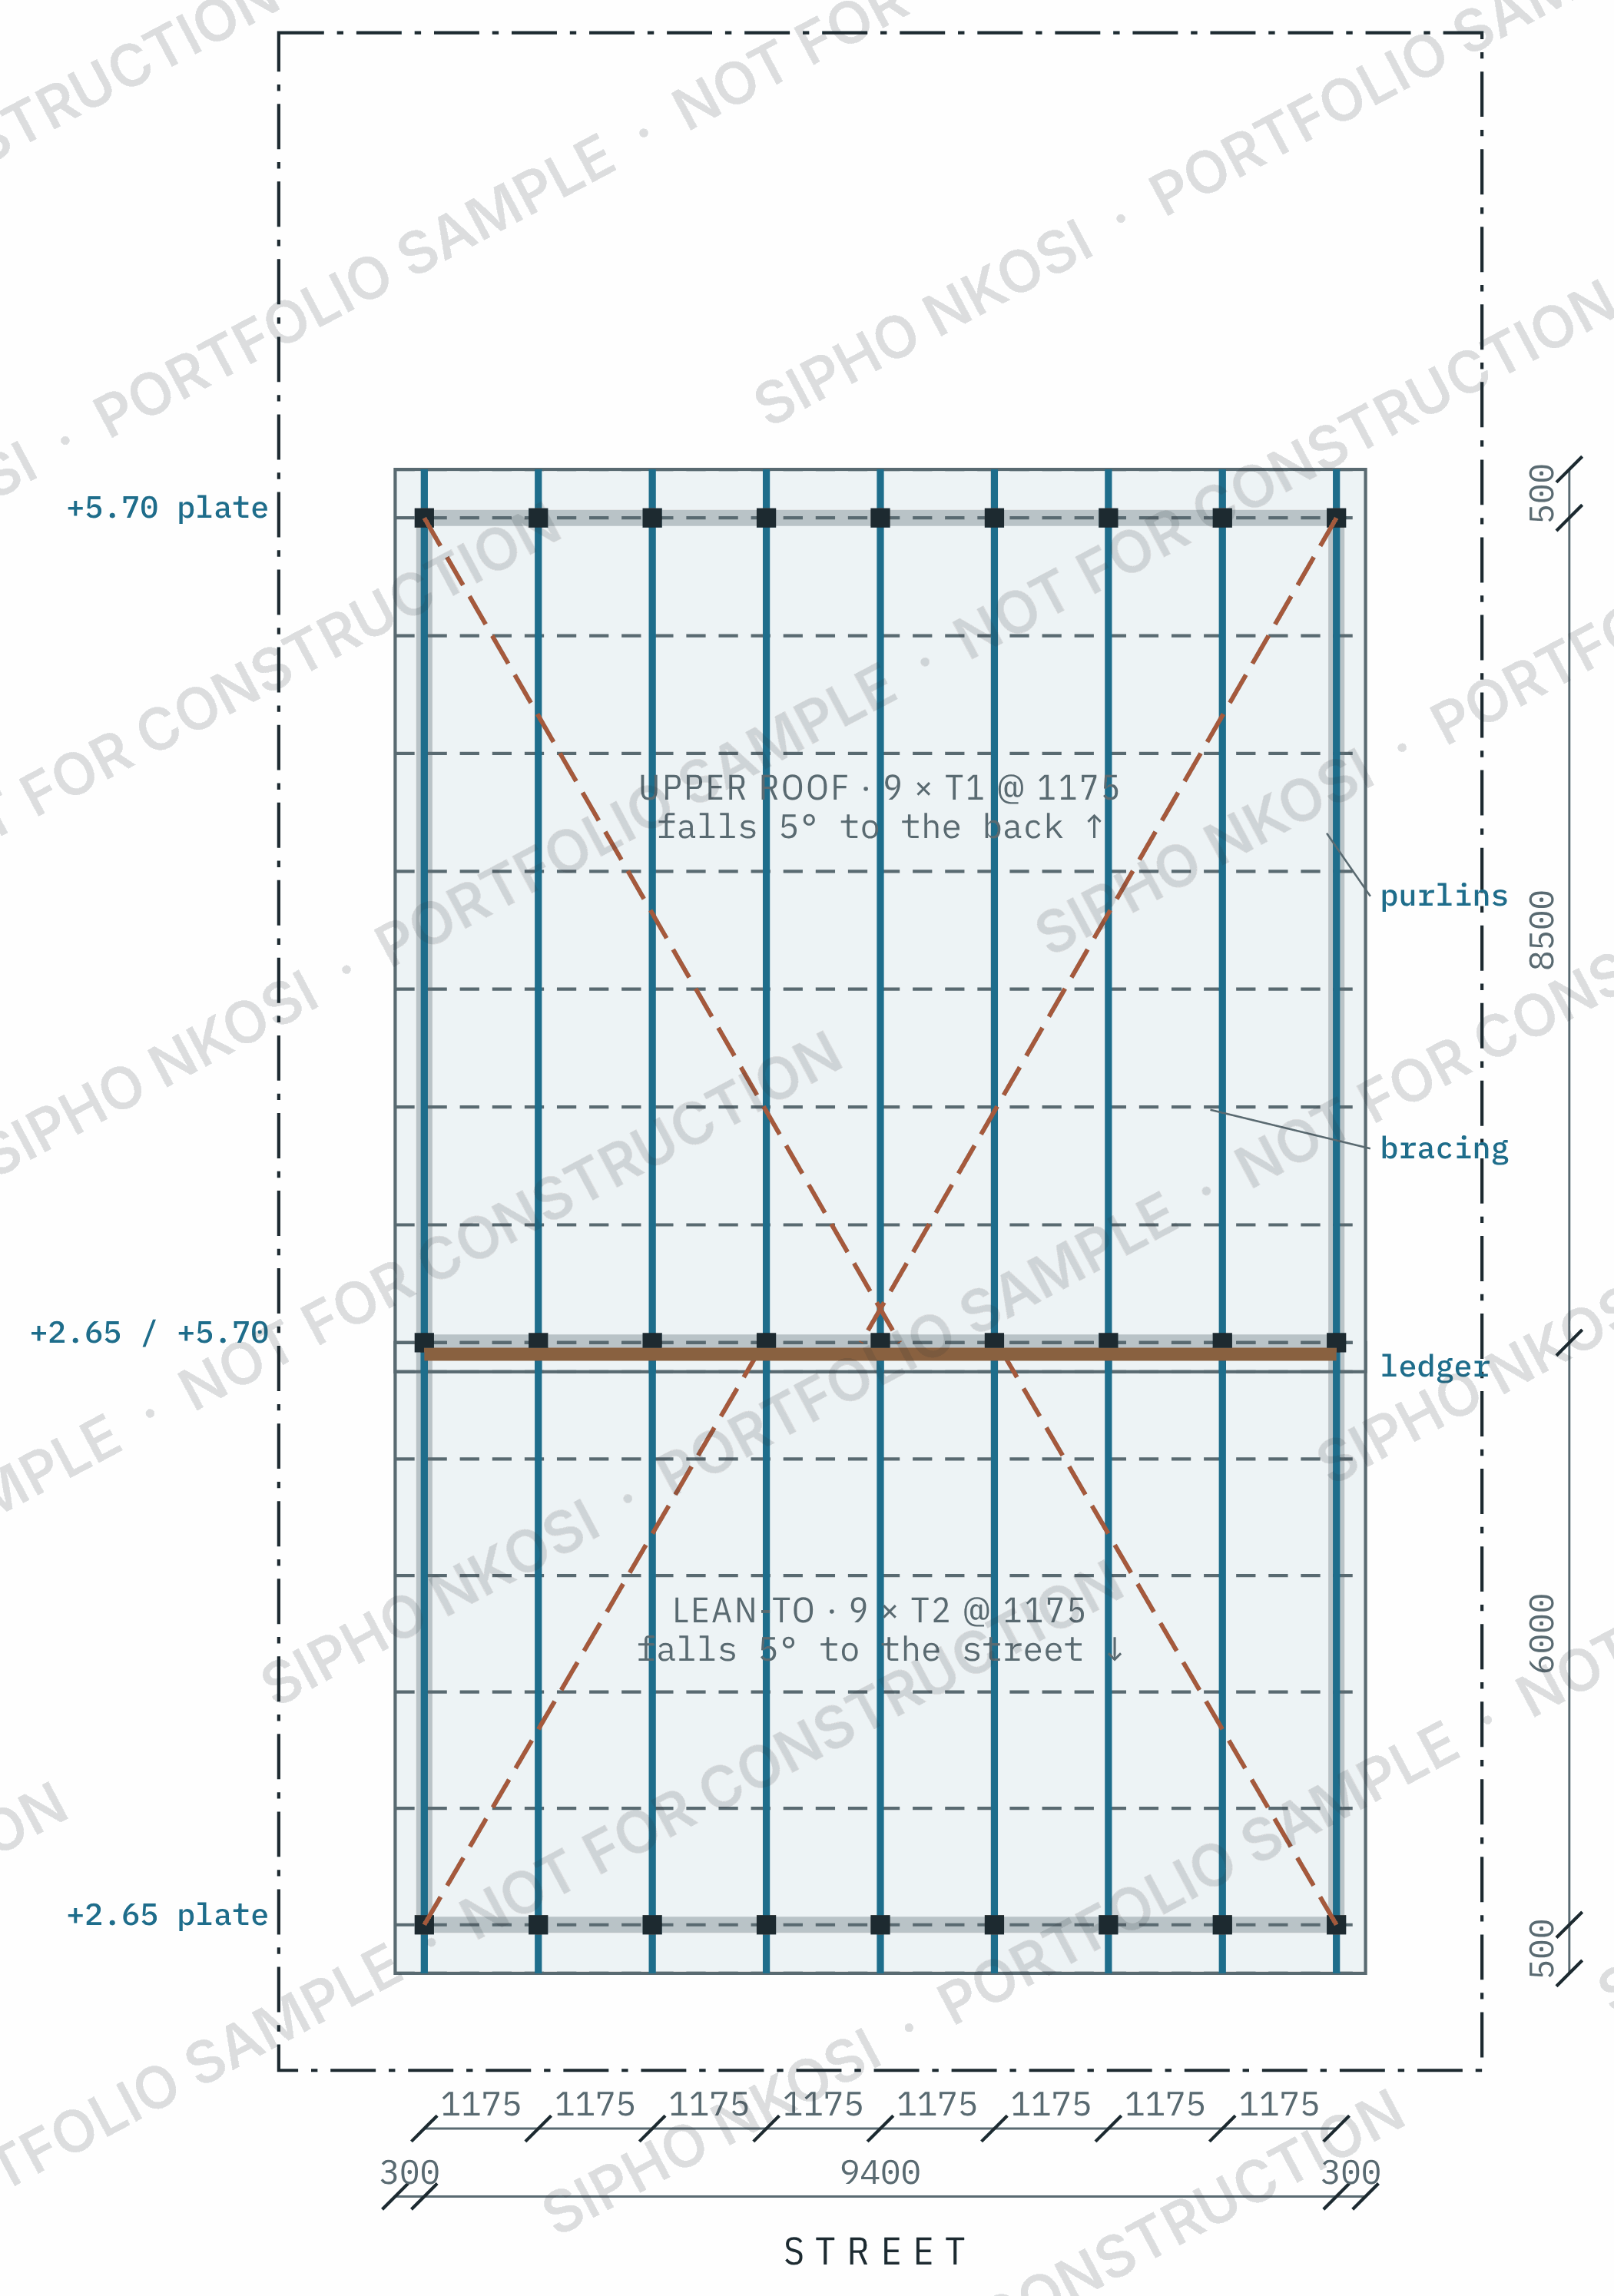 +5.70 plate
500
UPPER ROOF · 9 × T1 @ 1175
falls 5° to the back ↑
purlins
8500
bracing
+2.65 / +5.70
ledger
LEAN-TO · 9 × T2 @ 1175
falls 5° to the street ↓
6000
+2.65 plate
500
1175 1175 1175 1175 1175 1175 1175 1175
300 9400 300
STREET
SIPHO NKOSI · PORTFOLIO SAMPLE · NOT FOR CONSTRUCTION